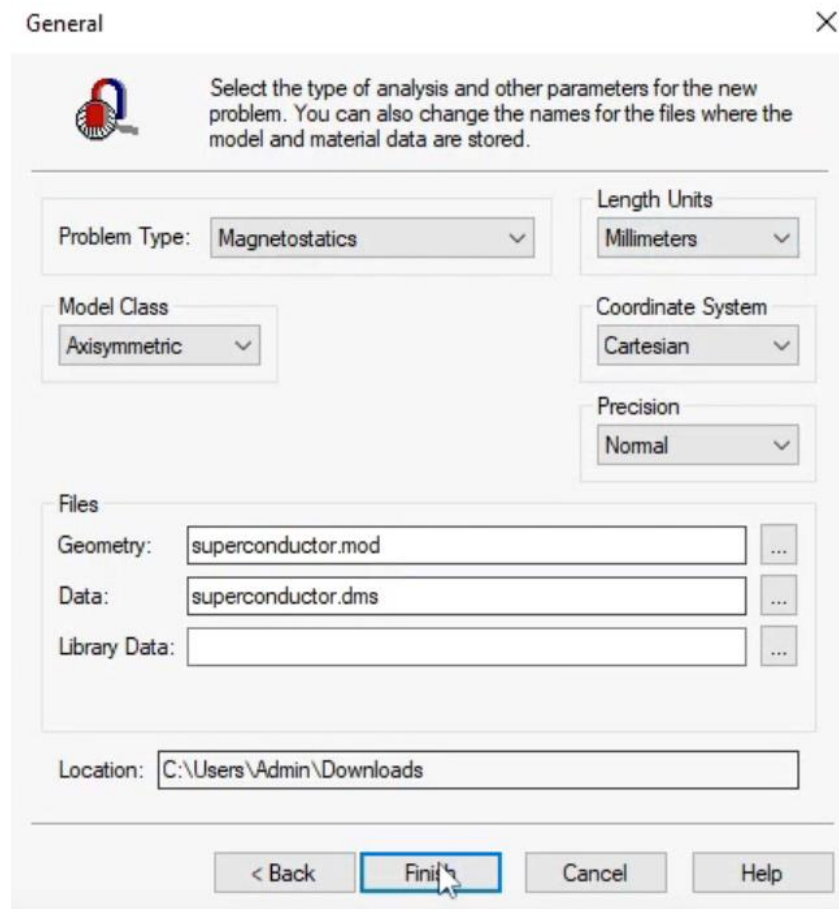 General
Select the type of analysis and other parameters for the new
problem. You can also change the names for the files where the
model and material data are stored.
Length Units
Problem Type: Magnetostatics
Millimeters
Model Class
Coordinate System
Axisymmetric
Cartesian
Precision
Normal
Files
Geometry: superconductor.mod ...
Data: superconductor.dms ...
Library Data: ...
Location: C:\Users\Admin\Downloads
< Back Finish Cancel Help